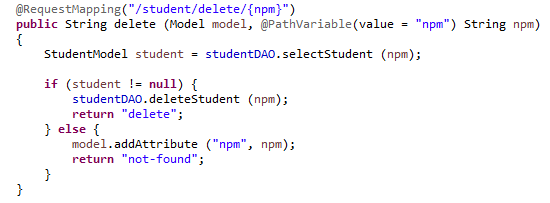 @RequestMapping("/student/delete/{npm}")
public String delete (Model model, @PathVariable(value = "npm") String npm)
{
    StudentModel student = studentDAO.selectStudent (npm);

    if (student != null) {
        studentDAO.deleteStudent (npm);
        return "delete";
    } else {
        model.addAttribute ("npm", npm);
        return "not-found";
    }
}